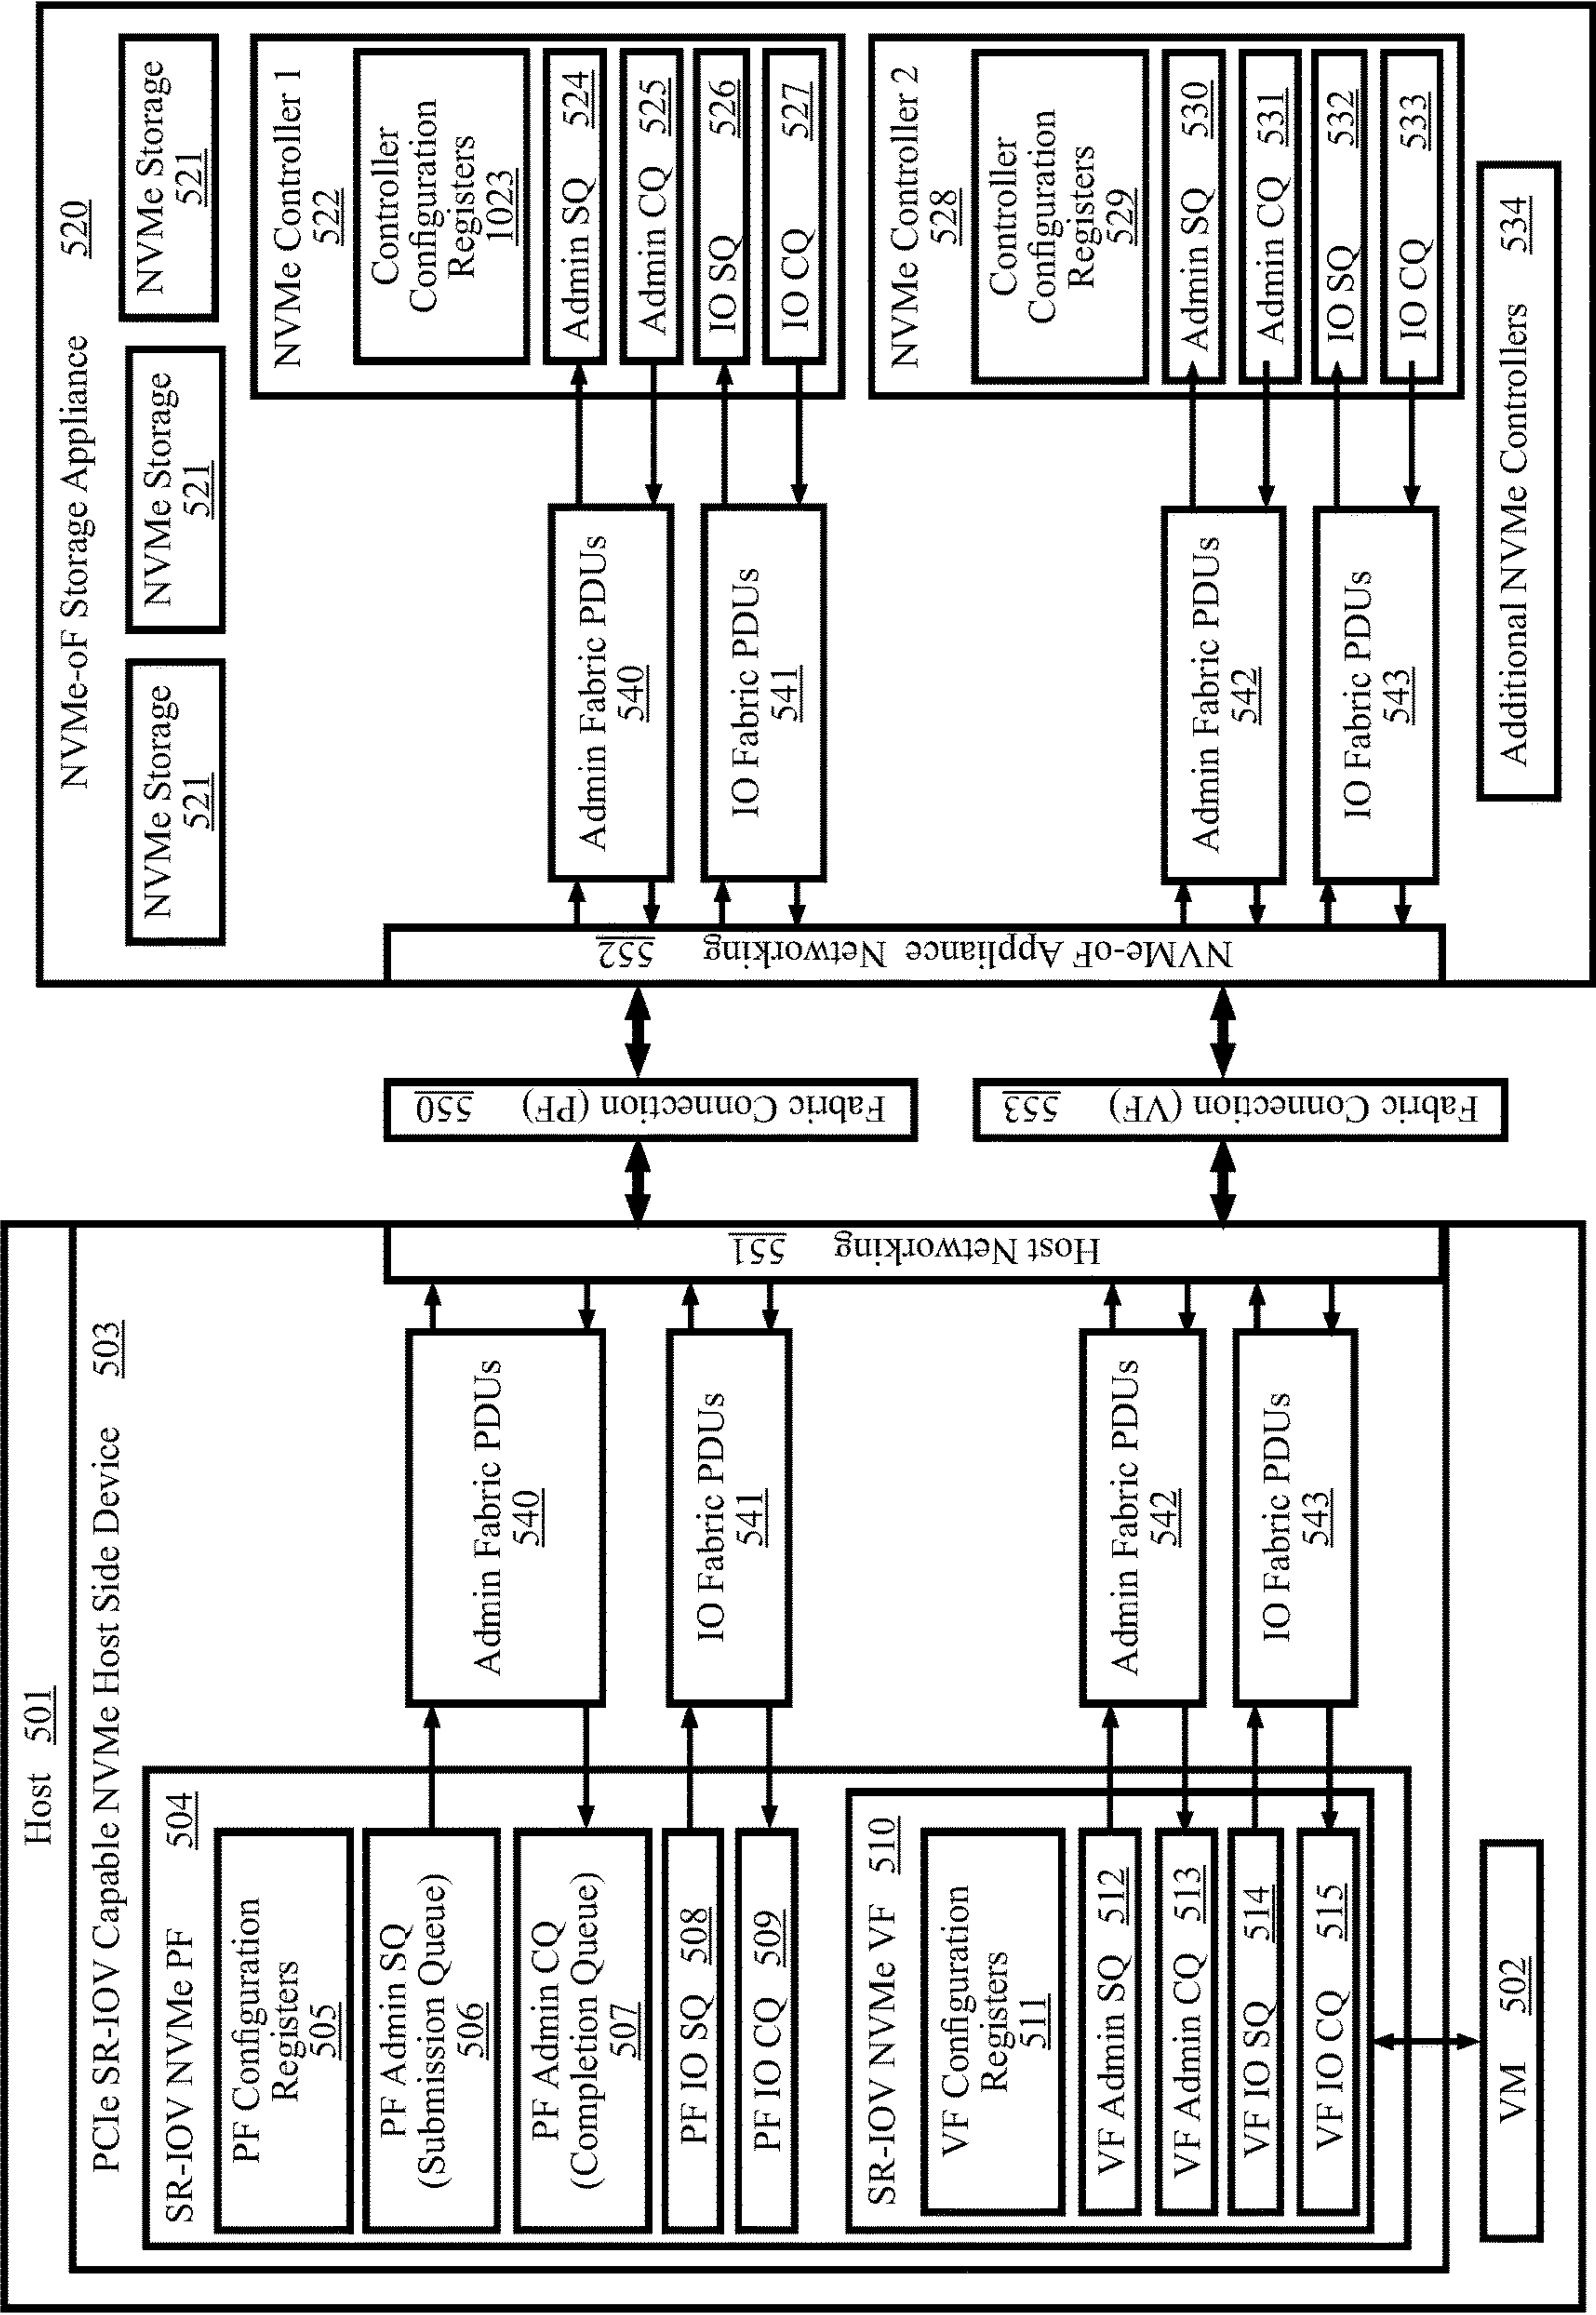 Host 501
PCIe SR-IOV Capable NVMe Host Side Device 503
SR-IOV NVMe PF 504
PF Configuration
Registers
505
PF Admin SQ
(Submission Queue)
506
PF Admin CQ
(Completion Queue)
507
PF IO SQ 508
PF IO CQ 509
SR-IOV NVMe VF 510
VF Configuration
Registers
511
VF Admin SQ 512
VF Admin CQ 513
VF IO SQ 514
VF IO CQ 515
VM 502
Admin Fabric PDUs
540
IO Fabric PDUs
541
Admin Fabric PDUs
542
IO Fabric PDUs
543
Host Networking 551
Fabric Connection (PF) 550
Fabric Connection (VF) 553
NVMe-oF Appliance Networking 552
NVMe-oF Storage Appliance 520
NVMe Storage
521
NVMe Storage
521
NVMe Storage
521
Admin Fabric PDUs
540
IO Fabric PDUs
541
Admin Fabric PDUs
542
IO Fabric PDUs
543
NVMe Controller 1
522
Controller
Configuration
Registers
1023
Admin SQ 524
Admin CQ 525
IO SQ 526
IO CQ 527
NVMe Controller 2
528
Controller
Configuration
Registers
529
Admin SQ 530
Admin CQ 531
IO SQ 532
IO CQ 533
Additional NVMe Controllers 534